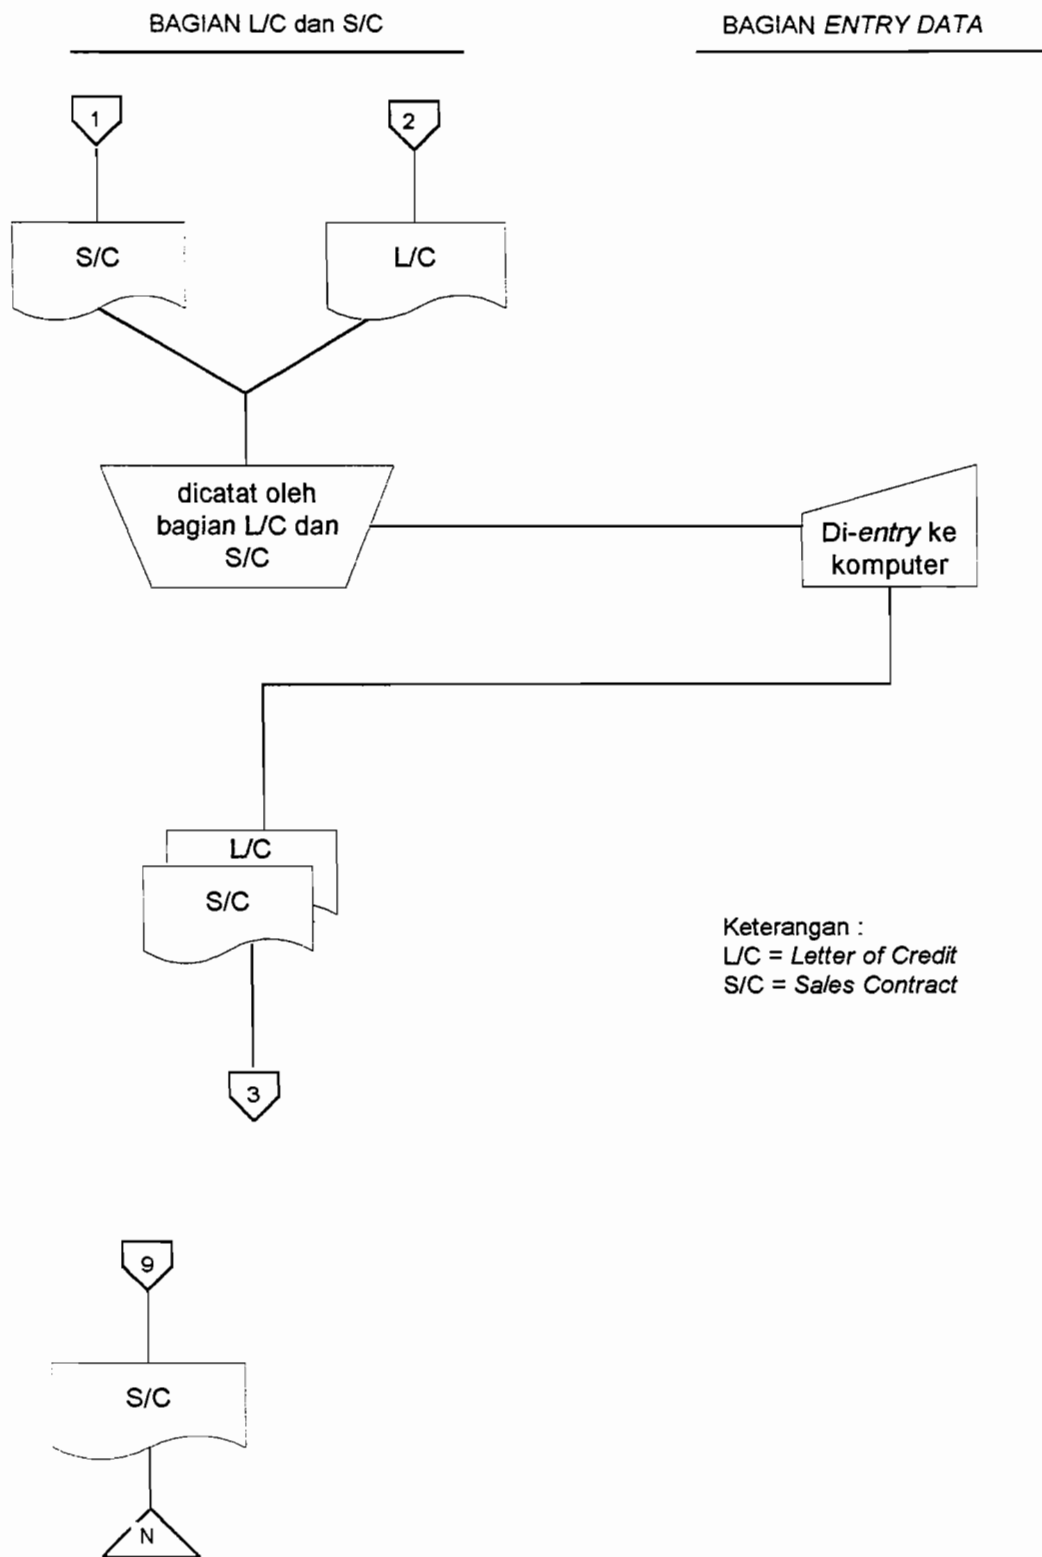 BAGIAN L/C dan S/C
BAGIAN ENTRY DATA
1
2
S/C
L/C
dicatat oleh
bagian L/C dan
S/C
Di-entry ke
komputer
L/C
S/C
Keterangan :
L/C = Letter of Credit
S/C = Sales Contract
3
9
S/C
N